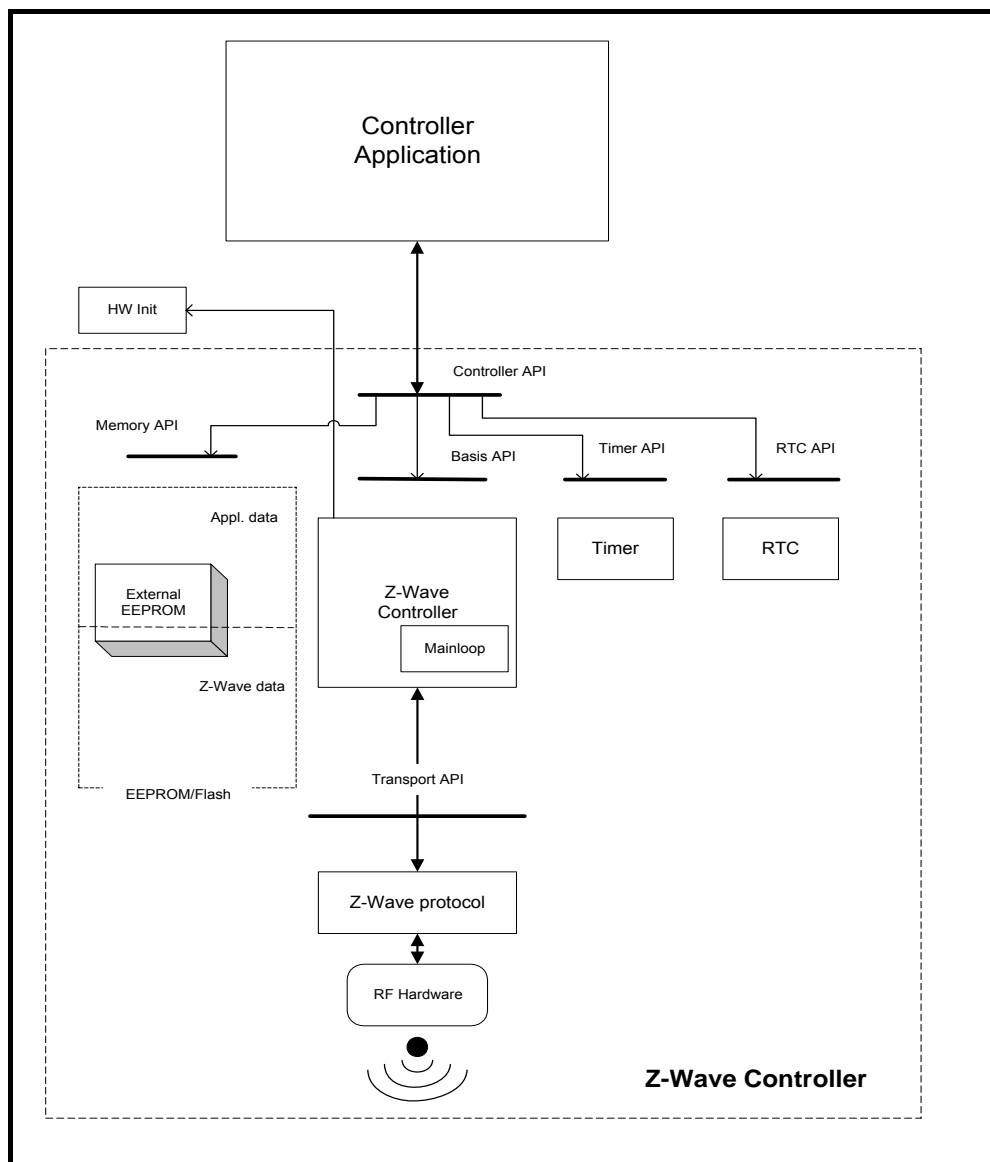 Controller
Application
HW Init
Controller API
Memory API
Basis API
Timer API
RTC API
Appl. data
External
EEPROM
Z-Wave data
EEPROM/Flash
Z-Wave
Controller
Mainloop
Timer
RTC
Transport API
Z-Wave protocol
RF Hardware
Z-Wave Controller